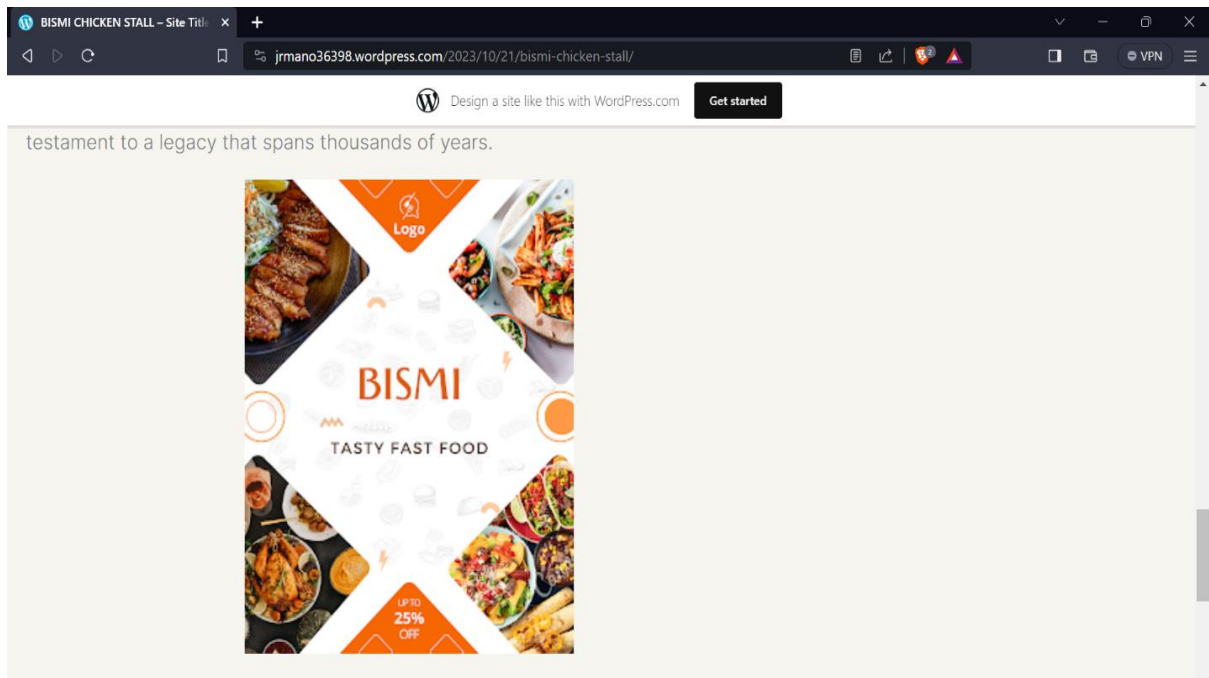 BISMI CHICKEN STALL – Site Titl
jrmano36398.wordpress.com/2023/10/21/bismi-chicken-stall/
2
VPN
Design a site like this with WordPress.com
Get started
testament to a legacy that spans thousands of years.
Logo
BISMI
TASTY FAST FOOD
UP TO
25%
OFF